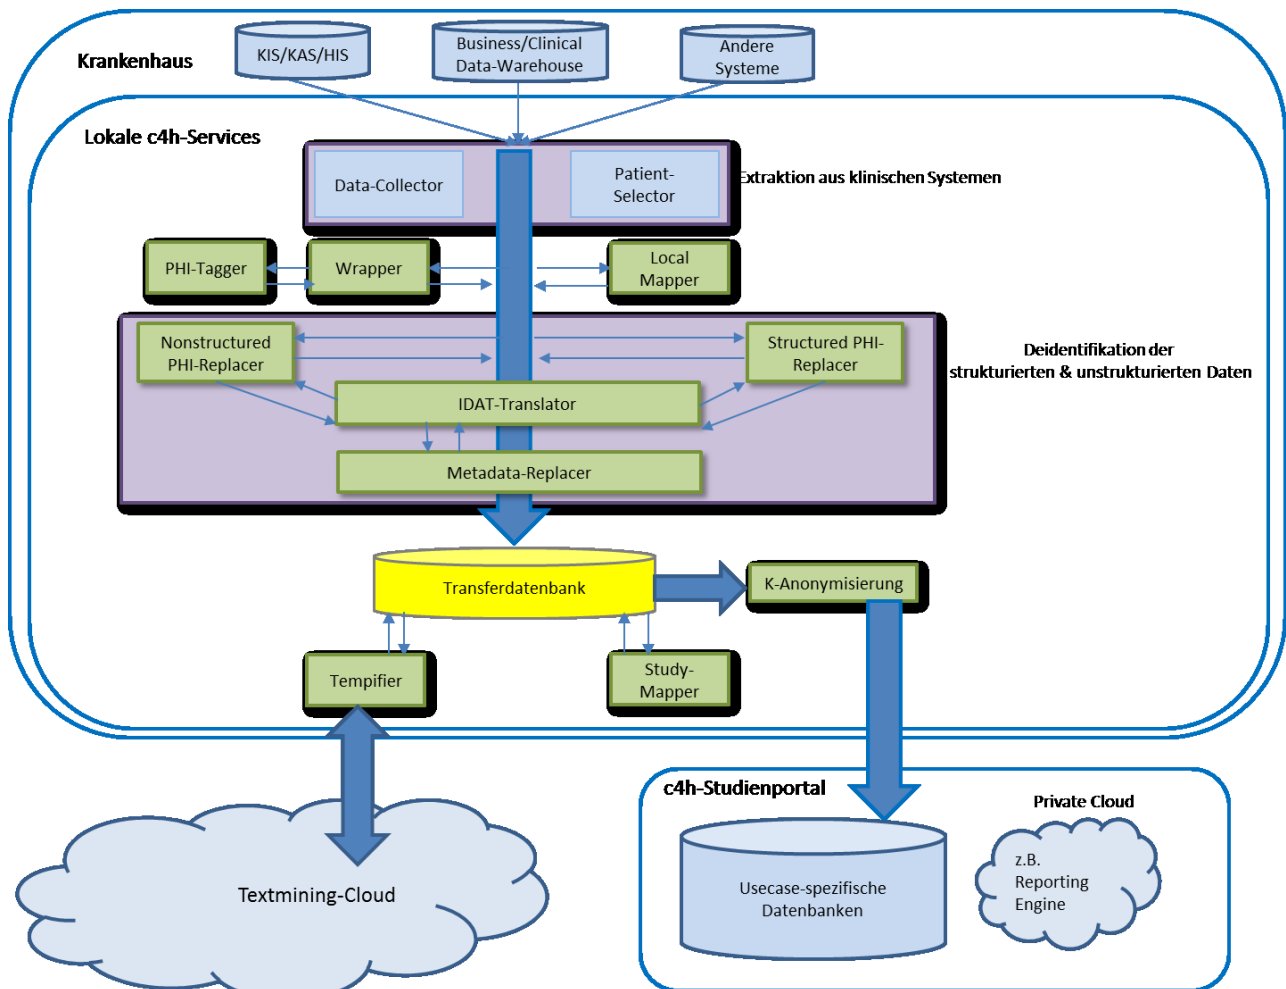 Krankenhaus
KIS/KAS/HIS
Business/Clinical
Data-Warehouse
Andere
Systeme
Lokale c4h-Services
Data-Collector
Patient-
Selector
Extraktion aus klinischen Systemen
PHI-Tagger
Wrapper
Local
Mapper
Nonstructured
PHI-Replacer
Structured PHI-
Replacer
Deidentifikation der
strukturierten & unstrukturierten Daten
IDAT-Translator
Metadata-Replacer
Transferdatenbank
K-Anonymisierung
Tempifier
Study-
Mapper
c4h-Studienportal
Private Cloud
Textmining-Cloud
Usecase-spezifische
Datenbanken
z.B.
Reporting
Engine